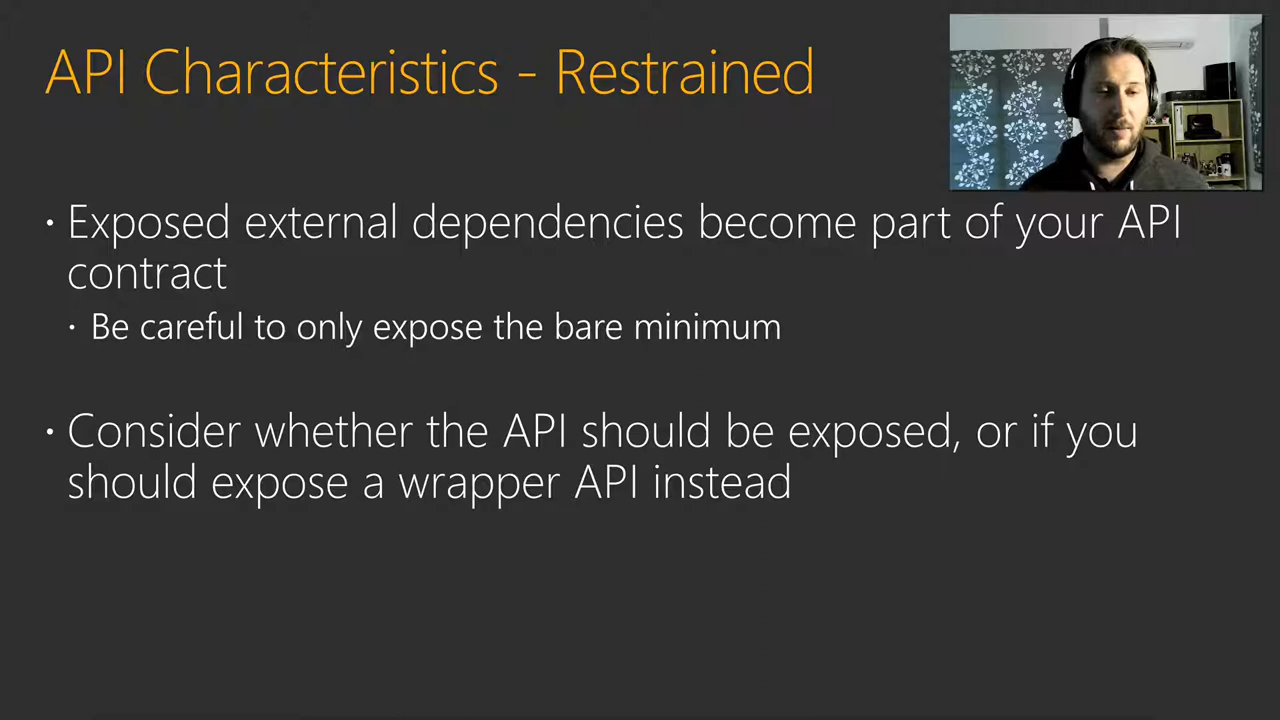 API Characteristics - Restrained
• Exposed external dependencies become part of your API
contract
• Be careful to only expose the bare minimum
• Consider whether the API should be exposed, or if you
should expose a wrapper API instead